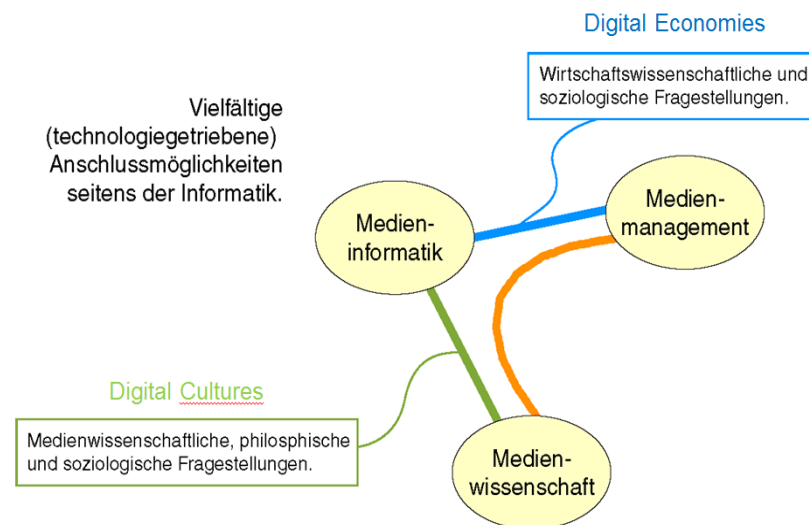 Digital Economies
Wirtschaftswissenschaftliche und
soziologische Fragestellungen.
Vielfältige
(technologiegetriebene)
Anschlussmöglichkeiten
seitens der Informatik.
Medien-
informatik
Medien-
management
Digital Cultures
Medienwissenschaftliche, philosphische
und soziologische Fragestellungen.
Medien-
wissenschaft